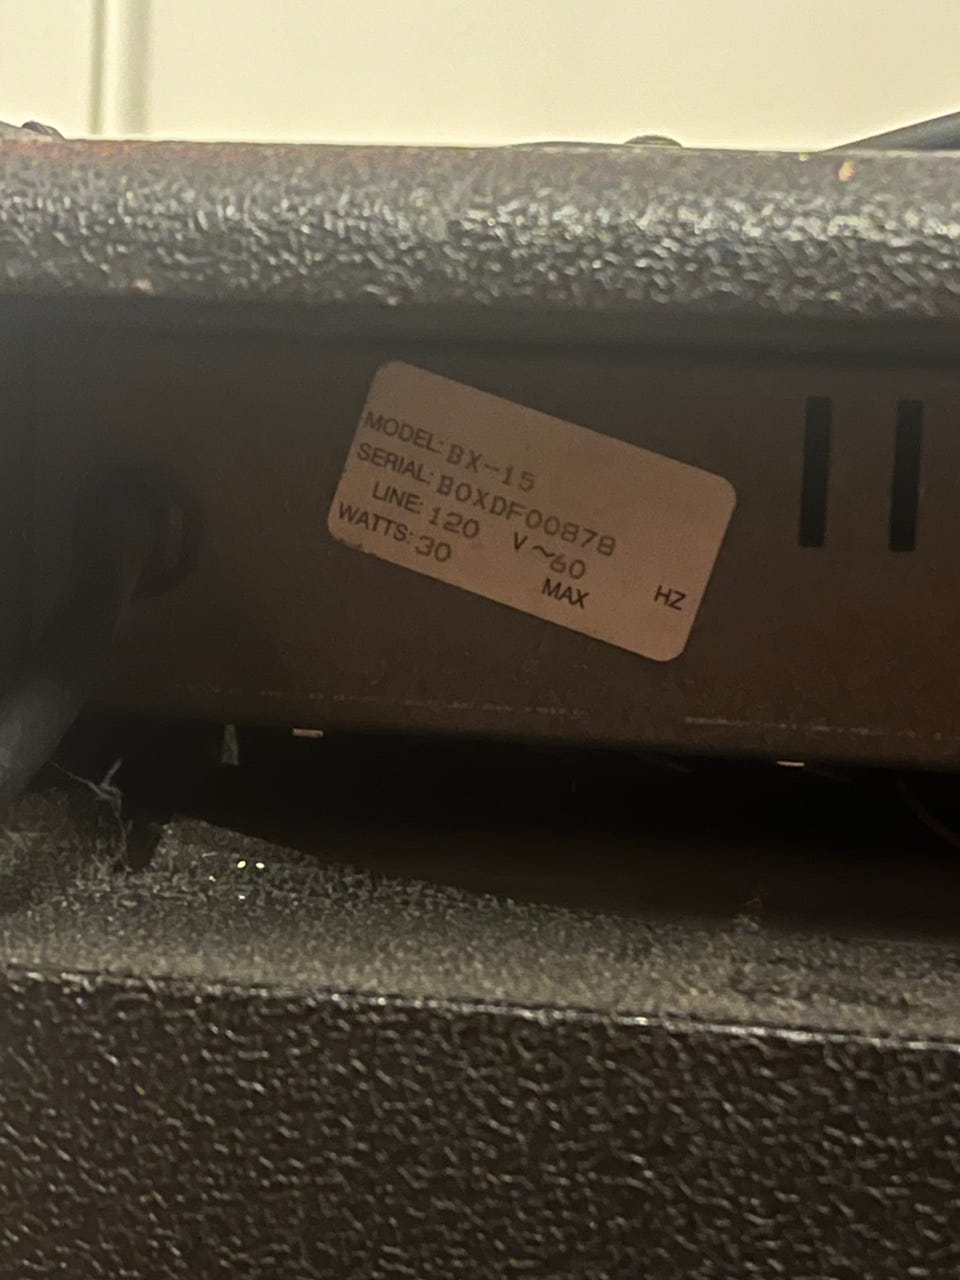 MODEL: BX-15
SERIAL: BOXDF00878
LINE: 120 V ~60 HZ
WATTS: 30 MAX